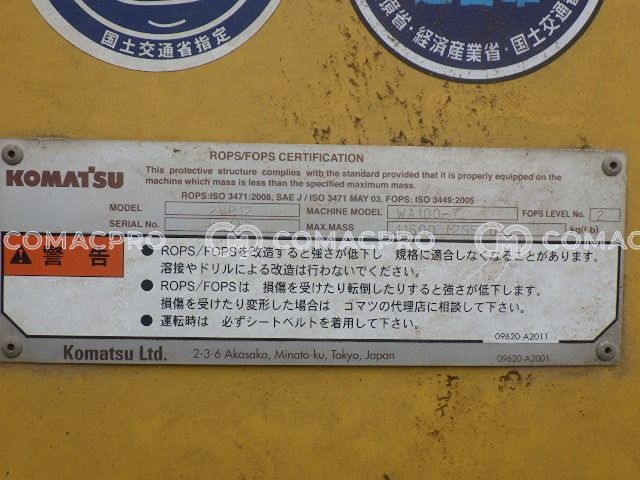 国土交通省指定
損省・経済産業省・国土交
ROPS/FOPS CERTIFICATION
KOMATSU
This protective structure complies with the standard provided that it is properly equipped on the
machine which mass is less than the specified maximum mass.
ROPS:ISO 3471:2008, SAE J / ISO 3471 MAY 03, FOPS: ISO 3449:2005
MODEL 2VR12 MACHINE MODEL WA100- FOPS LEVEL No. 2
SERIAL No. MAX.MASS kg(Lb)
COMACPRO COMACPRO COMACPRO
警告
● ROPS/FOPSを改造すると強さが低下し 規格に適合しなくなることがあります。
溶接やドリルによる改造は行わないでください。
● ROPS/FOPSは 損傷を受けたり転倒したりすると強さが低下します。
損傷を受けたり変形した場合は コマツの代理店に相談して下さい。
● 運転時は 必ずシートベルトを着用して下さい。
09620-A2011
Komatsu Ltd. 2-3-6 Akasaka, Minato-ku, Tokyo, Japan 09620-A2001